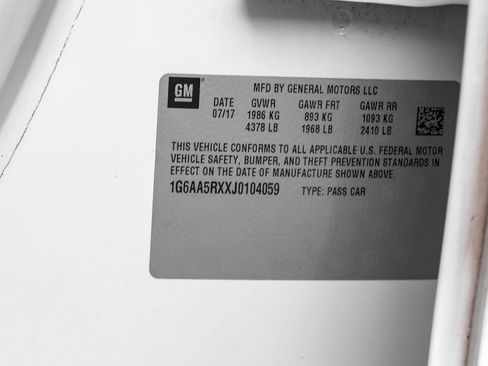 GM
MFD BY GENERAL MOTORS LLC
DATE GVWR GAWR FRT GAWR RR
07/17 1986 KG 893 KG 1093 KG
4378 LB 1968 LB 2410 LB
THIS VEHICLE CONFORMS TO ALL APPLICABLE U.S. FEDERAL MOTOR
VEHICLE SAFETY, BUMPER, AND THEFT PREVENTION STANDARDS IN
EFFECT ON THE DATE OF MANUFACTURE SHOWN ABOVE.
1G6AA5RXXJ0104059 TYPE: PASS CAR